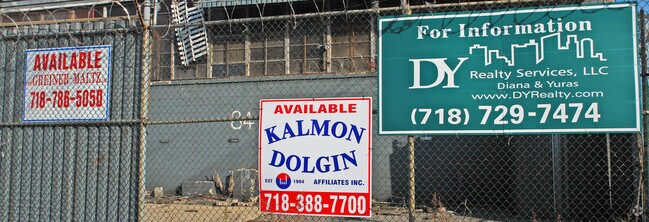 AVAILABLE
GREINER-MALTZ
718-786-5050
84
AVAILABLE
KALMON
DOLGIN
EST 1904 AFFILIATES INC.
718-388-7700
For Information
DY
Realty Services, LLC
Diana & Yuras
www.DYRealty.com
(718) 729-7474